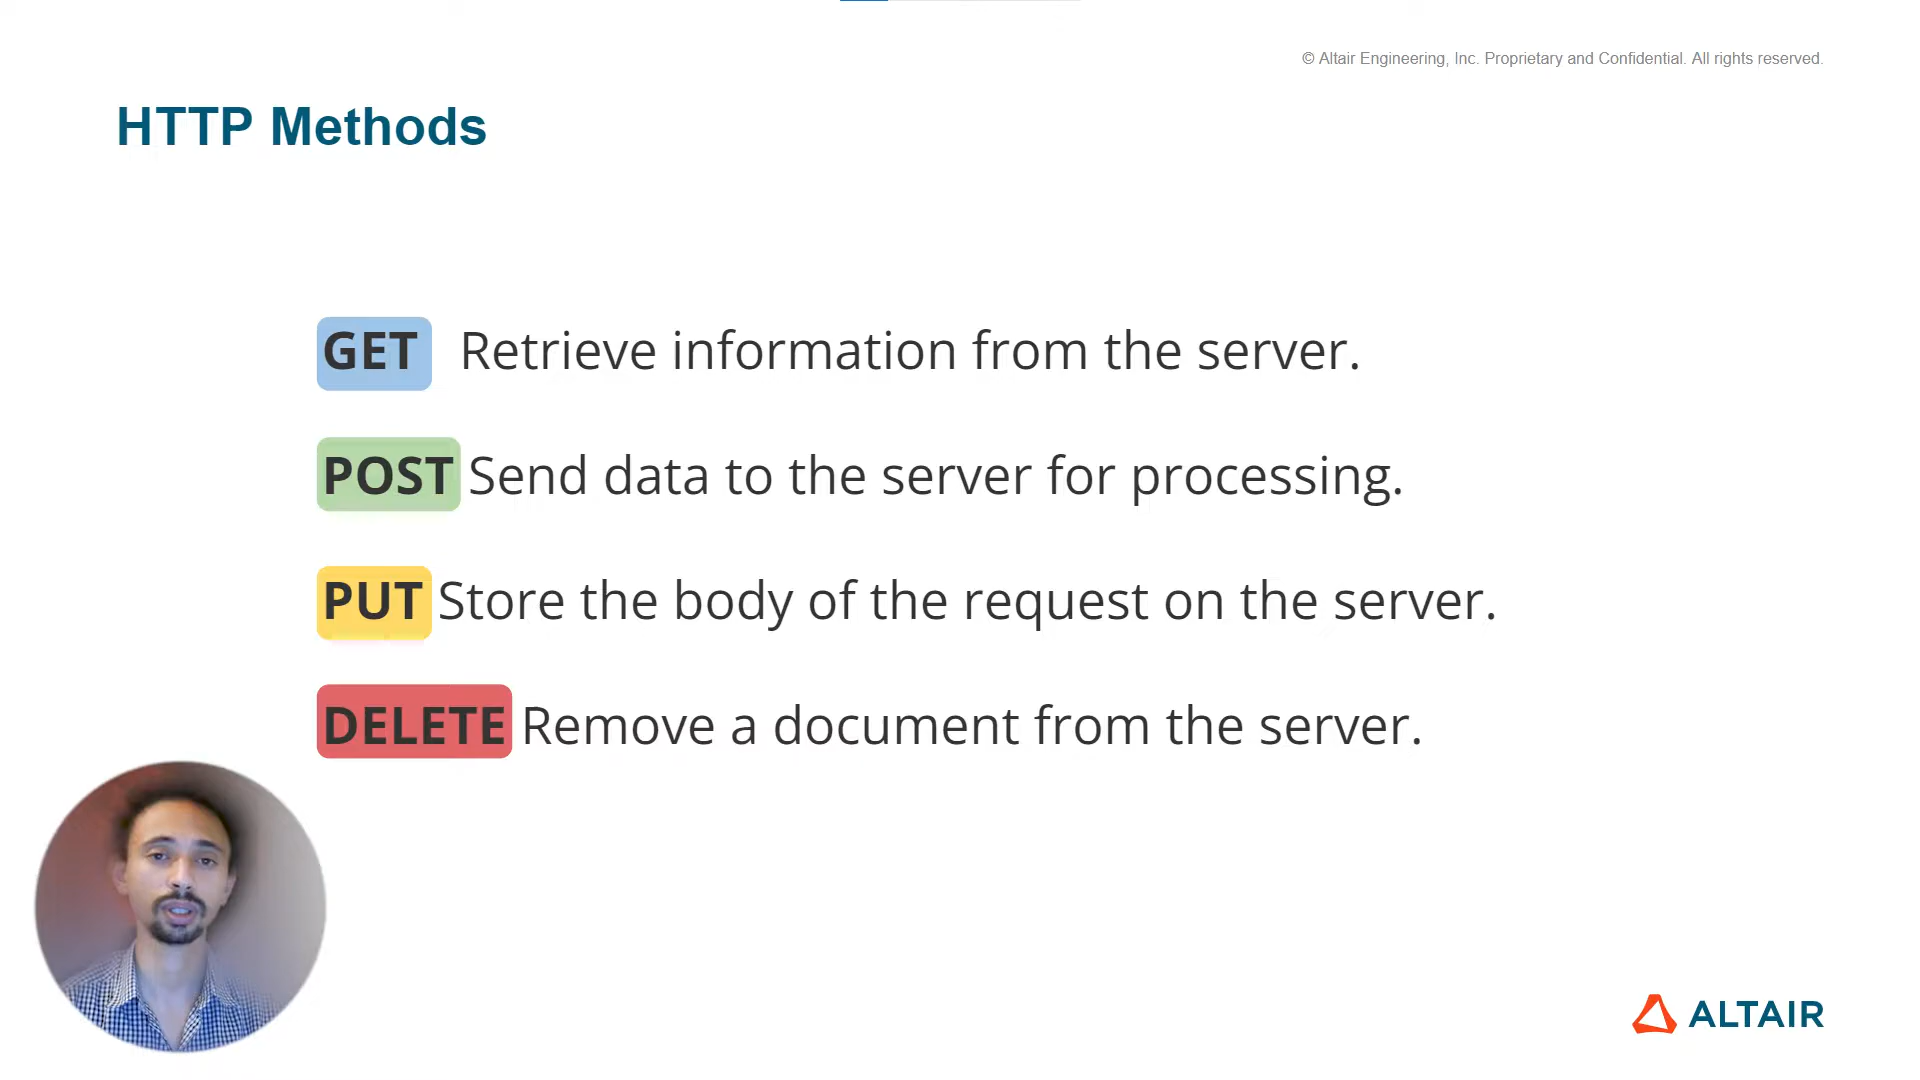 © Altair Engineering, Inc. Proprietary and Confidential. All rights reserved.
HTTP Methods
GET Retrieve information from the server.
POST Send data to the server for processing.
PUT Store the body of the request on the server.
DELETE Remove a document from the server.
ALTAIR